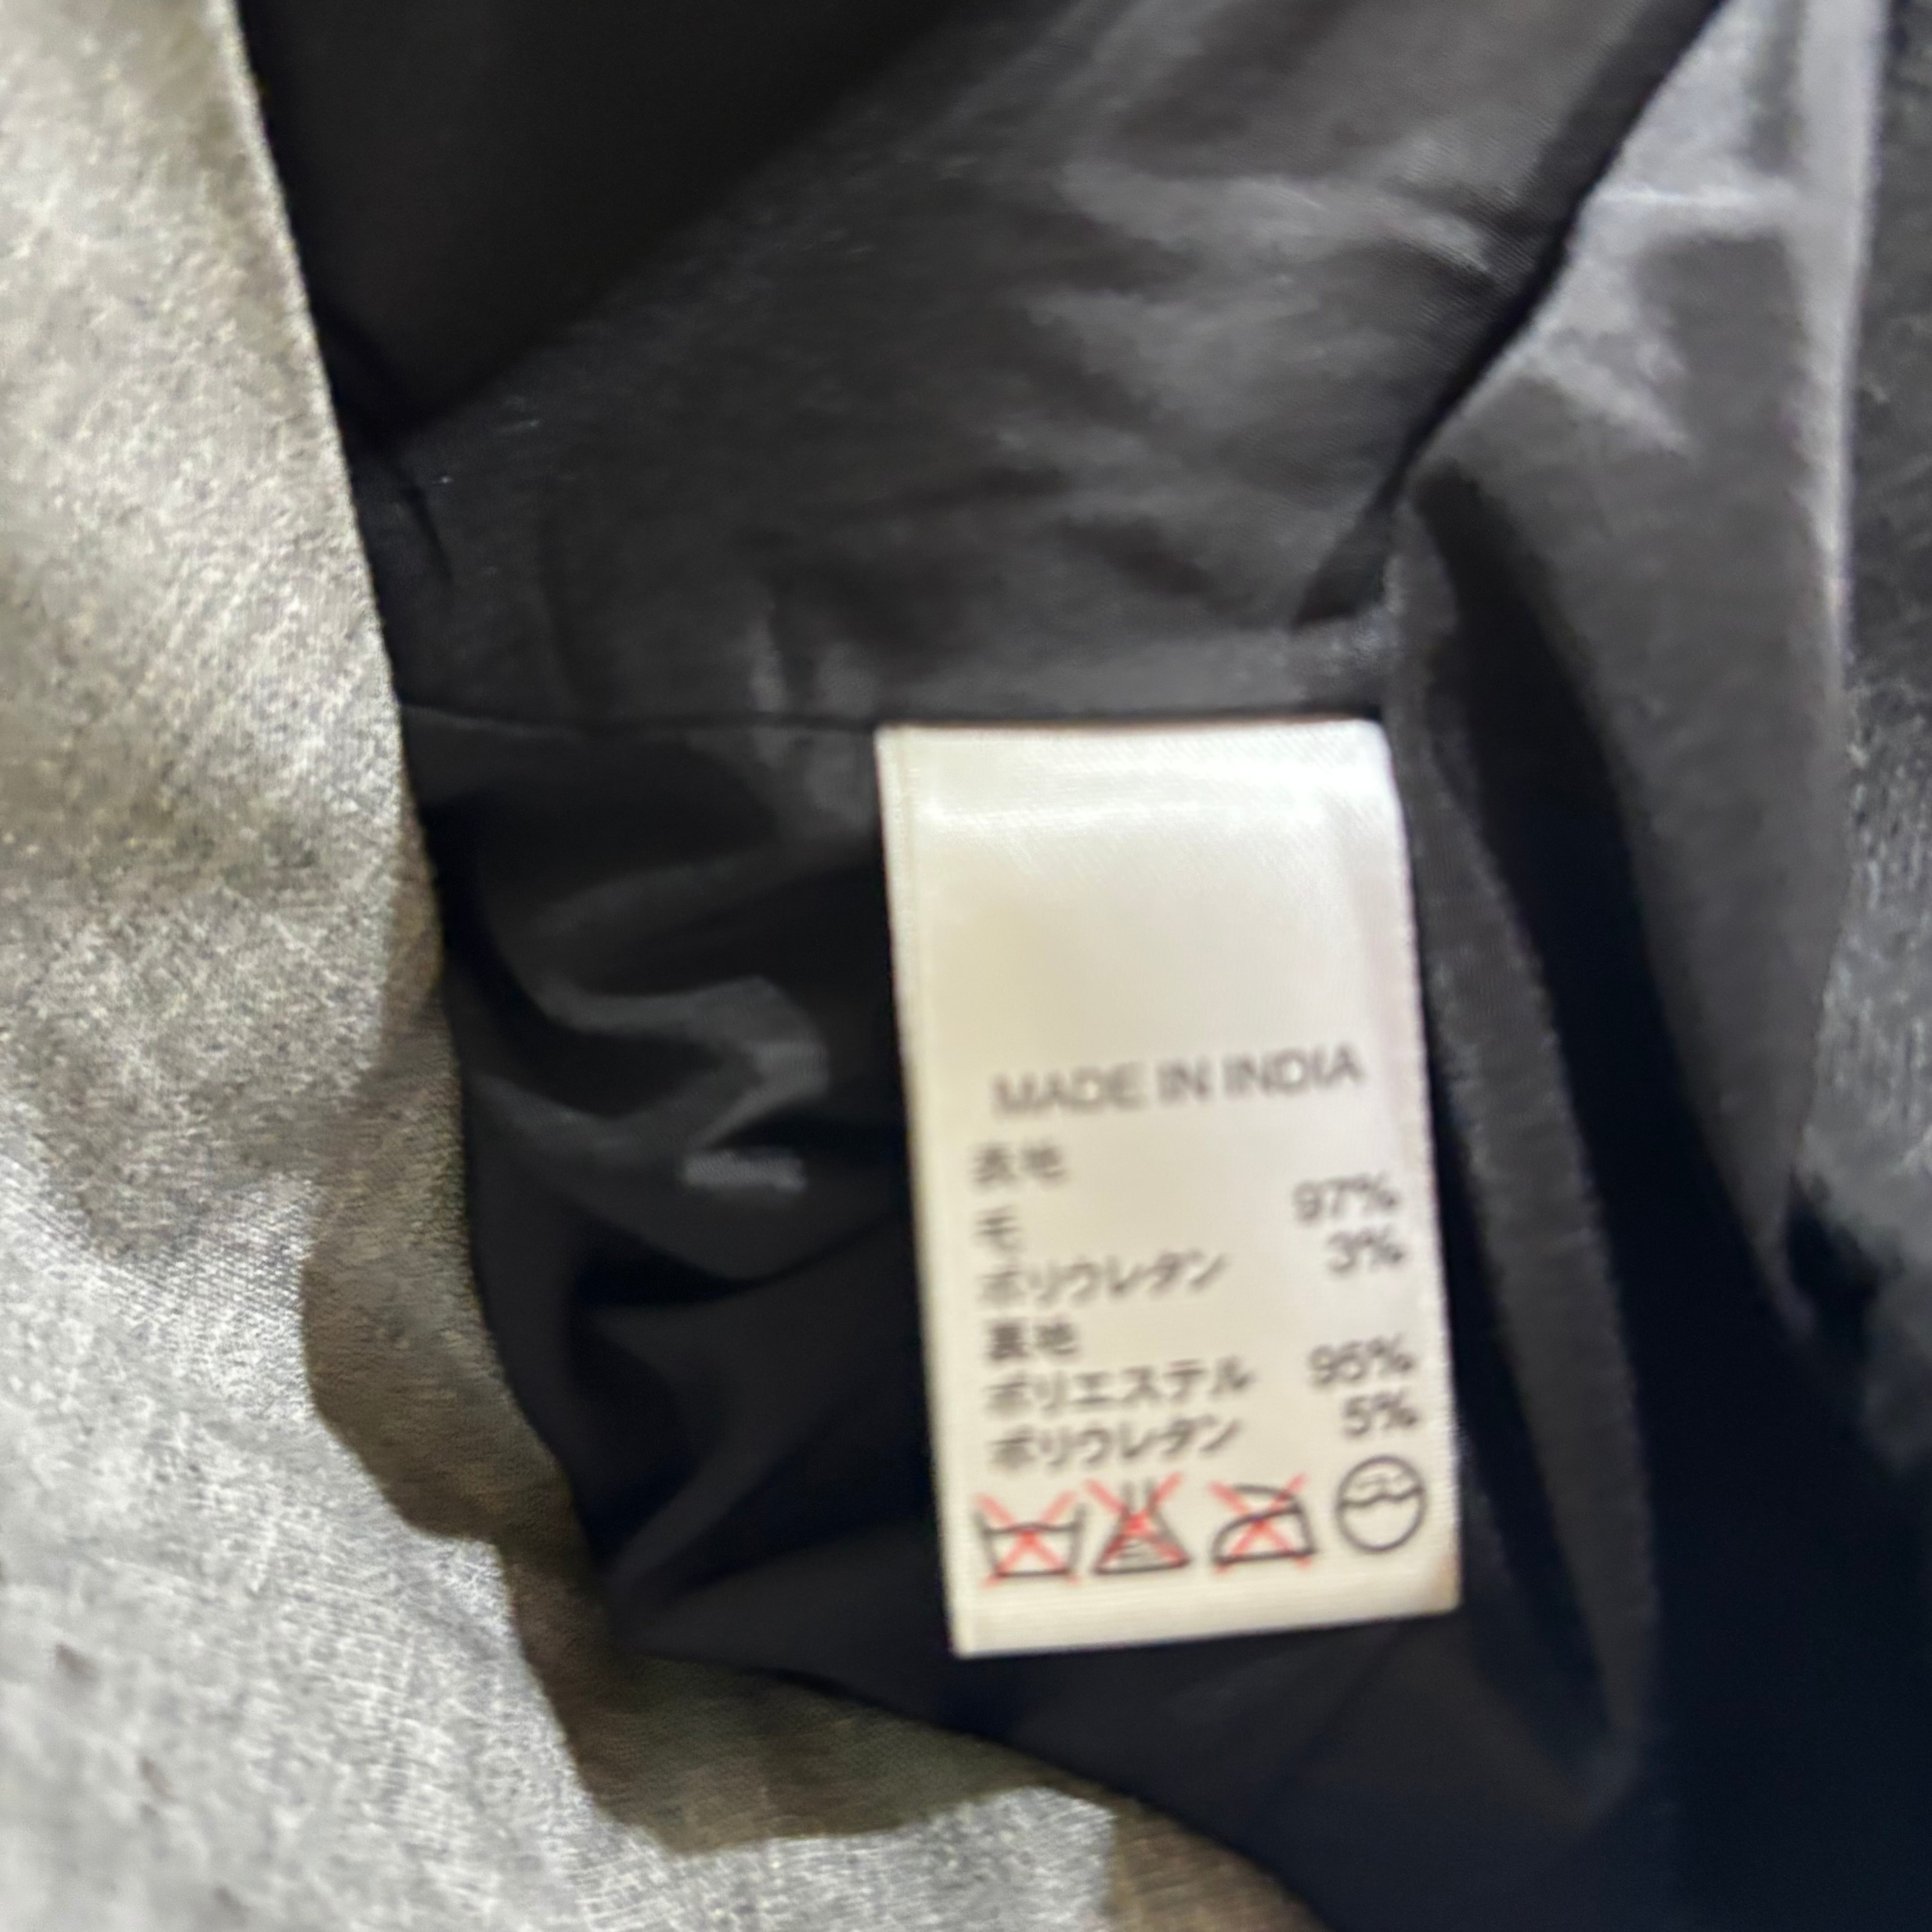 MADE IN INDIA
表地
毛 97%
ポリウレタン 3%
裏地
ポリエステル 95%
ポリウレタン 5%